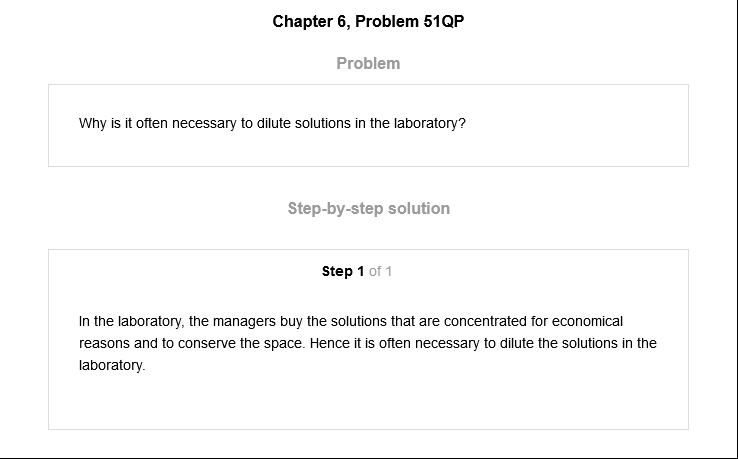 Chapter 6, Problem 51QP
Problem
Why is it often necessary to dilute solutions in the laboratory?
Step-by-step solution
Step 1 of 1
In the laboratory, the managers buy the solutions that are concentrated for economical
reasons and to conserve the space. Hence it is often necessary to dilute the solutions in the
laboratory.